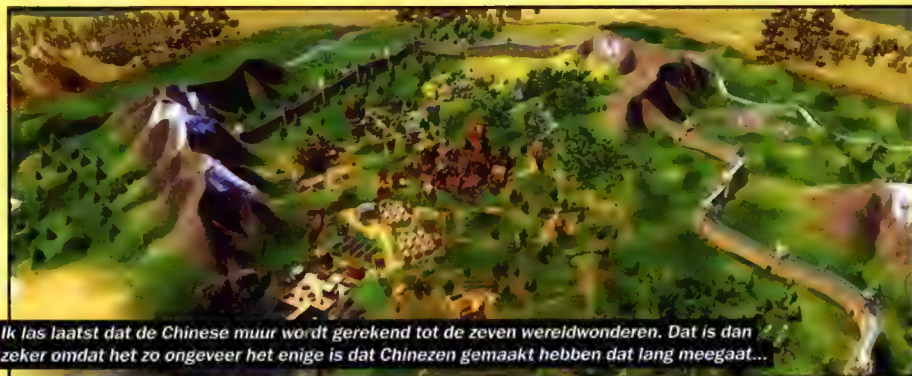 Ik las laatst dat de Chinese muur wordt gerekend tot de zeven wereldwonderen. Dat is dan
zeker omdat het zo ongeveer het enige is dat Chinezen gemaakt hebben dat lang meegaat...